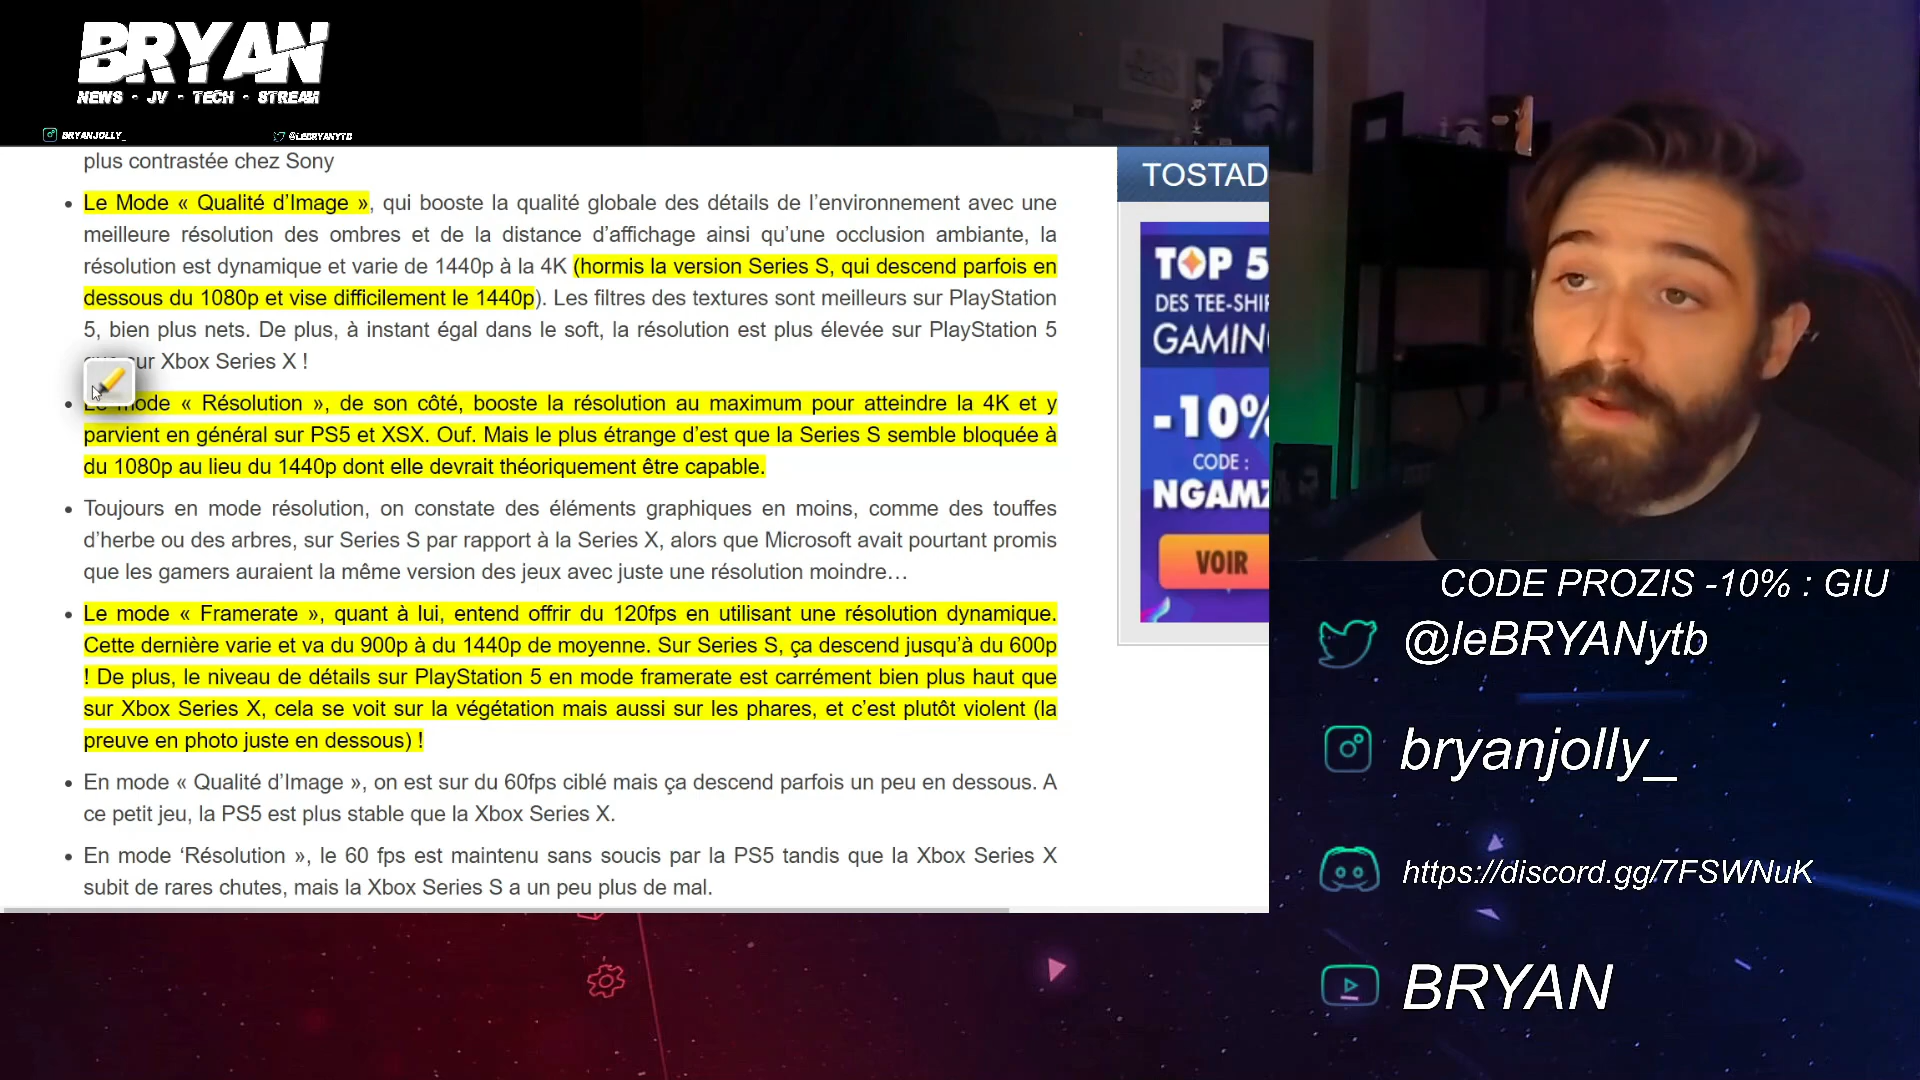 BRYAN
NEWS - JV - TECH - STREAM
BRYANJOLLY_
@LEBRYANYTB
plus contrastée chez Sony
Le Mode « Qualité d’Image », qui booste la qualité globale des détails de l’environnement avec une
meilleure résolution des ombres et de la distance d’affichage ainsi qu’une occlusion ambiante, la
résolution est dynamique et varie de 1440p à la 4K (hormis la version Series S, qui descend parfois en
dessous du 1080p et vise difficilement le 1440p). Les filtres des textures sont meilleurs sur PlayStation
5, bien plus nets. De plus, à instant égal dans le soft, la résolution est plus élevée sur PlayStation 5
sur Xbox Series X !
mode « Résolution », de son côté, booste la résolution au maximum pour atteindre la 4K et y
parvient en général sur PS5 et XSX. Ouf. Mais le plus étrange d’est que la Series S semble bloquée à
du 1080p au lieu du 1440p dont elle devrait théoriquement être capable.
Toujours en mode résolution, on constate des éléments graphiques en moins, comme des touffes
d’herbe ou des arbres, sur Series S par rapport à la Series X, alors que Microsoft avait pourtant promis
que les gamers auraient la même version des jeux avec juste une résolution moindre…
Le mode « Framerate », quant à lui, entend offrir du 120fps en utilisant une résolution dynamique.
Cette dernière varie et va du 900p à du 1440p de moyenne. Sur Series S, ça descend jusqu’à du 600p
! De plus, le niveau de détails sur PlayStation 5 en mode framerate est carrément bien plus haut que
sur Xbox Series X, cela se voit sur la végétation mais aussi sur les phares, et c’est plutôt violent (la
preuve en photo juste en dessous) !
En mode « Qualité d’Image », on est sur du 60fps ciblé mais ça descend parfois un peu en dessous. A
ce petit jeu, la PS5 est plus stable que la Xbox Series X.
En mode ‘Résolution », le 60 fps est maintenu sans soucis par la PS5 tandis que la Xbox Series X
subit de rares chutes, mais la Xbox Series S a un peu plus de mal.
TOSTAD
TOP 5
DES TEE-SHI
GAMIN
-10%
CODE :
NGAMZ
VOIR
CODE PROZIS -10% : GIU
@leBRYANytb
bryanjolly_
https://discord.gg/7FSWNuK
BRYAN